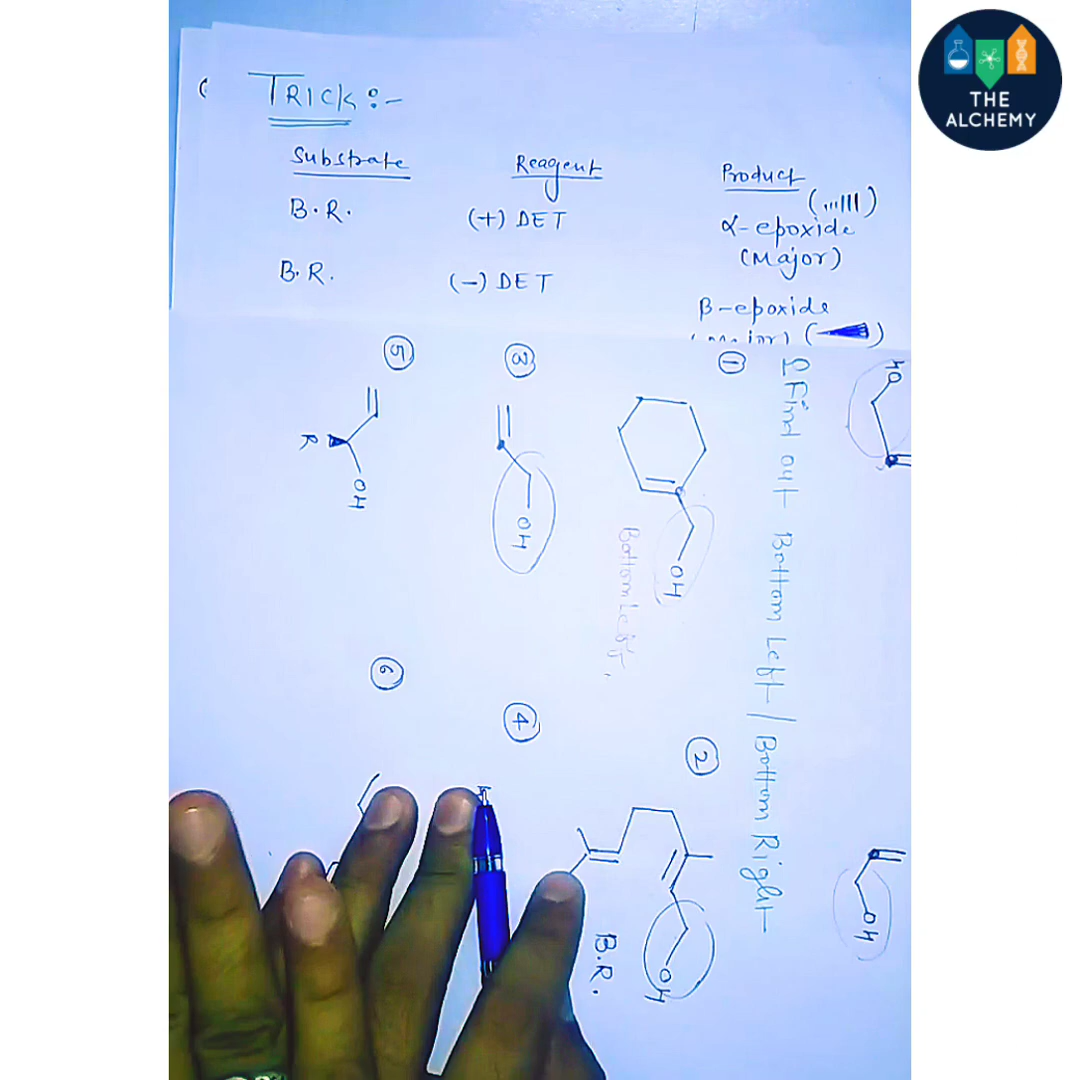 THE
ALCHEMY
TRICK :-
Substrate Reagent Product
B.R. (+) DET α-epoxide
(Major)
B.R. (-) DET β-epoxide
HO
OH
Find out Bottom Left / Bottom Right
1
OH
Bottom Left.
2
OH
B.R.
3
OH
4
5
R
OH
6